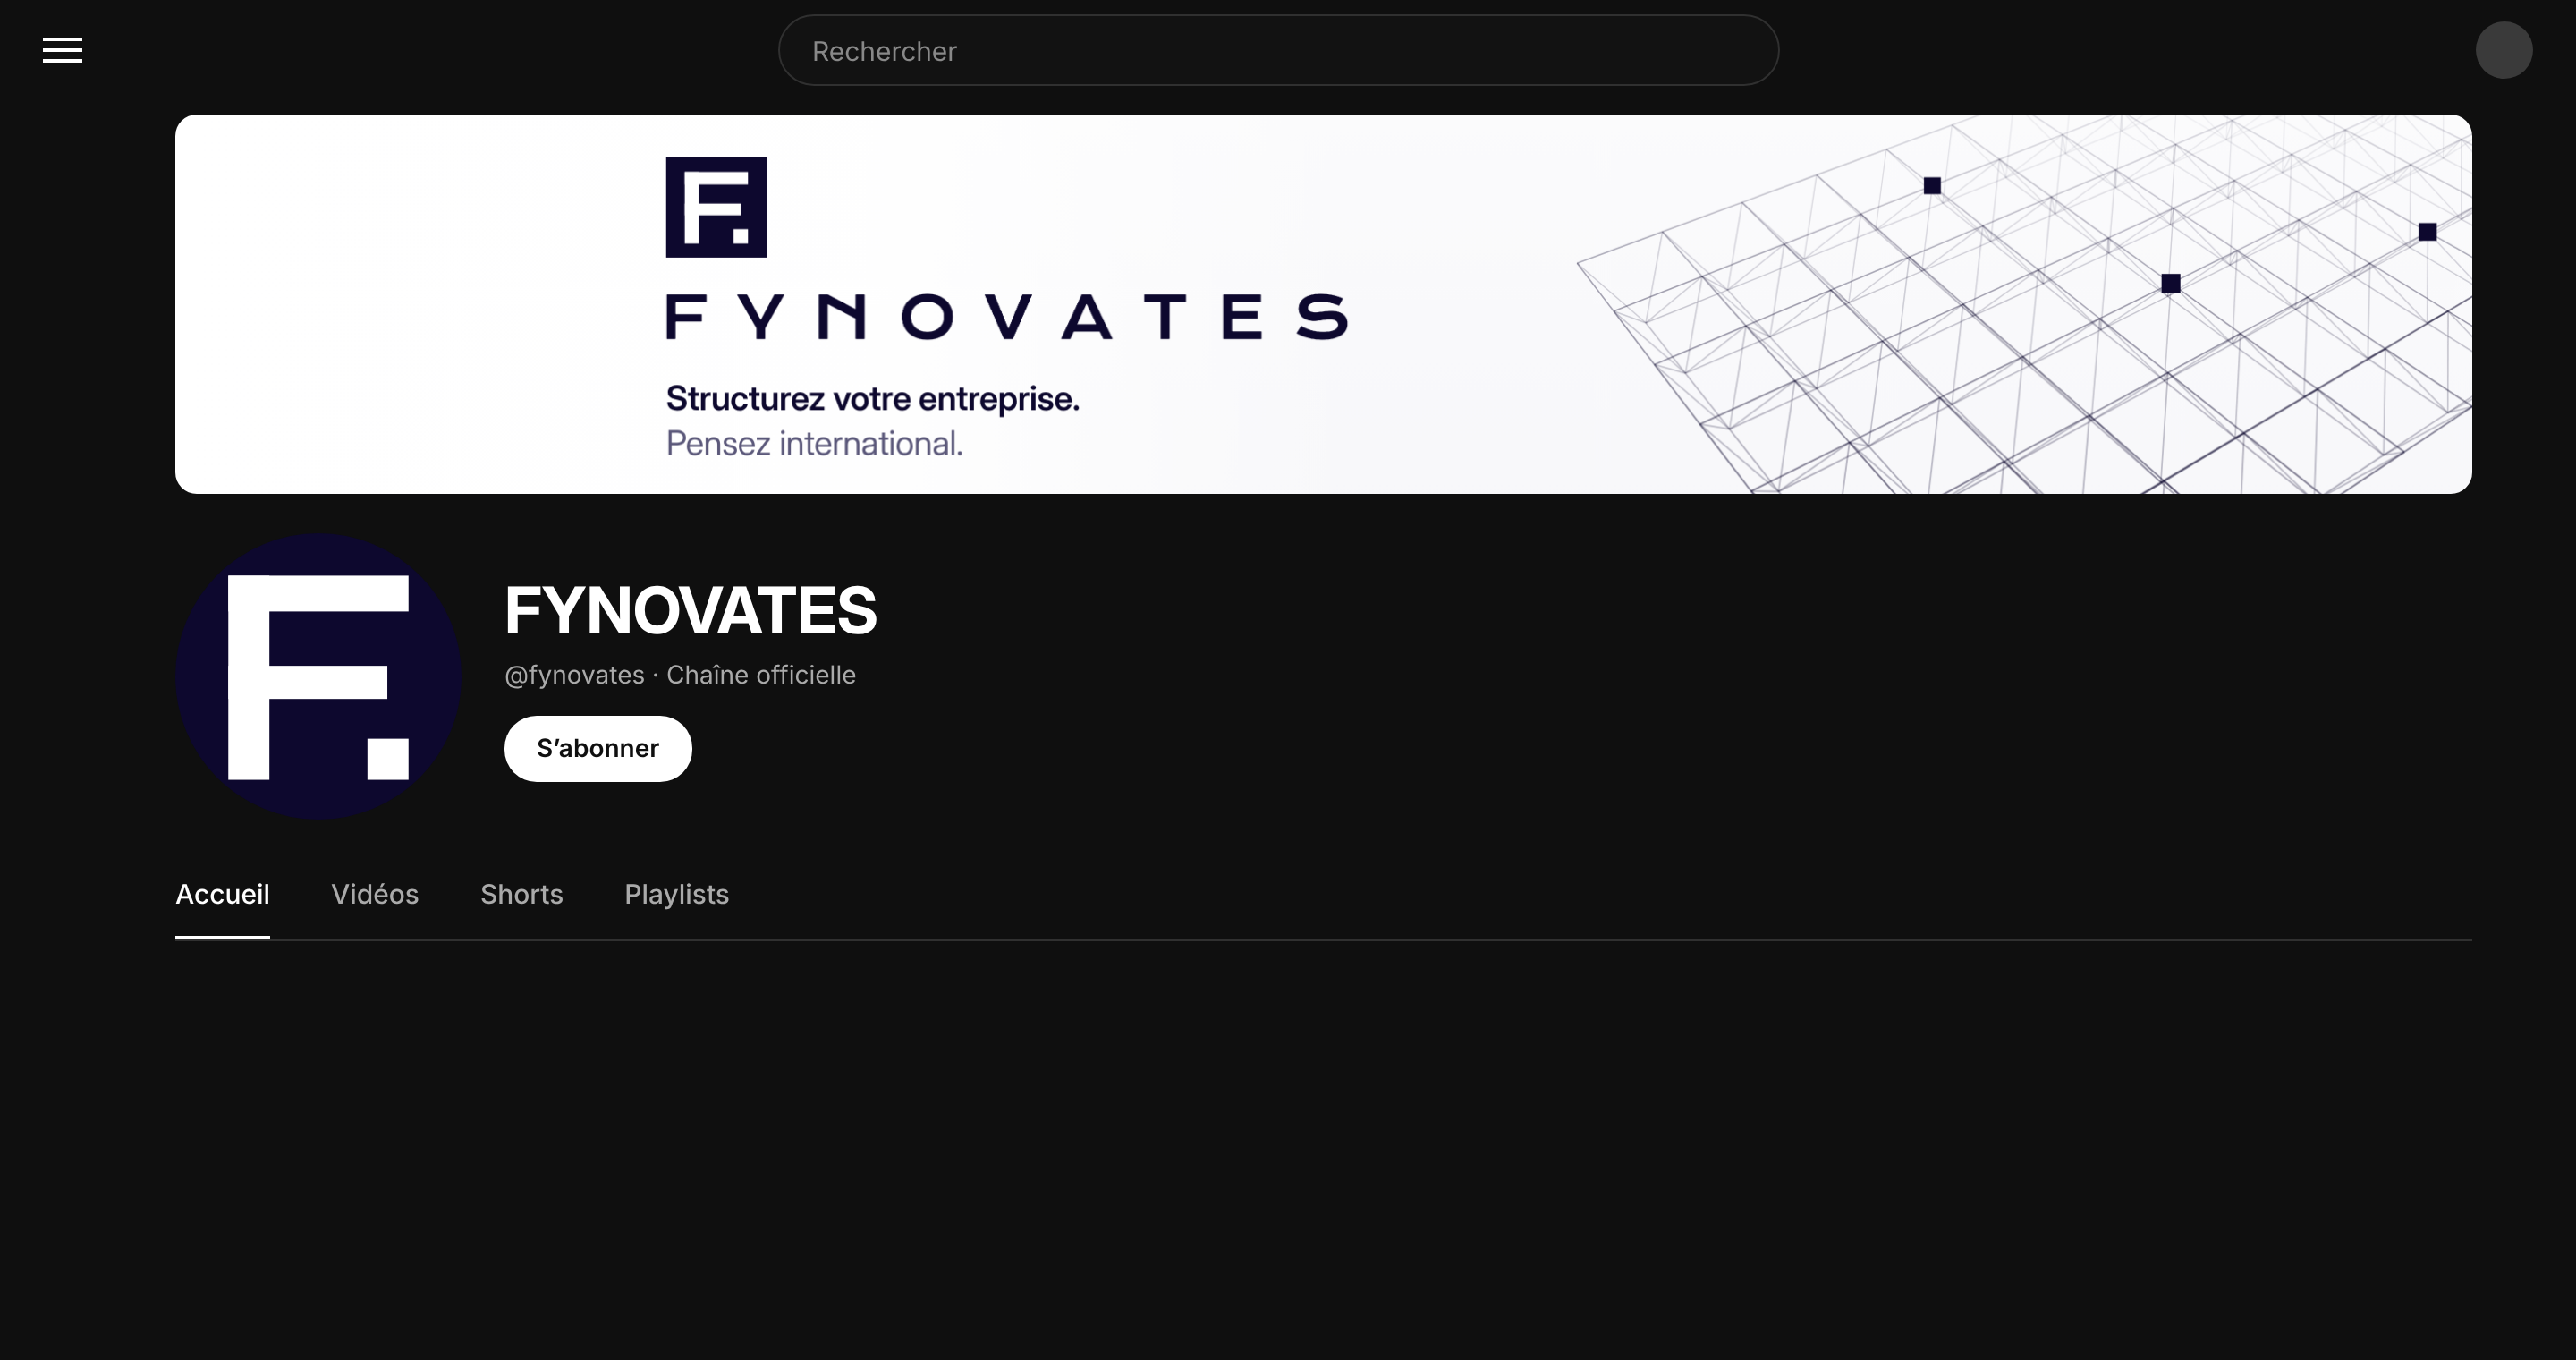 Rechercher
F.
FYNOVATES
Structurez votre entreprise.
Pensez international.
F.
FYNOVATES
@fynovates · Chaîne officielle
S’abonner
Accueil Vidéos Shorts Playlists